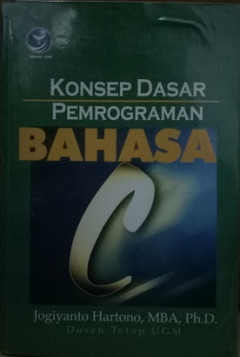 KONSEP DASAR
PEMROGRAMAN
BAHASA
C
Jogiyanto Hartono, MBA, Ph.D.
Dosen Tetap UGM